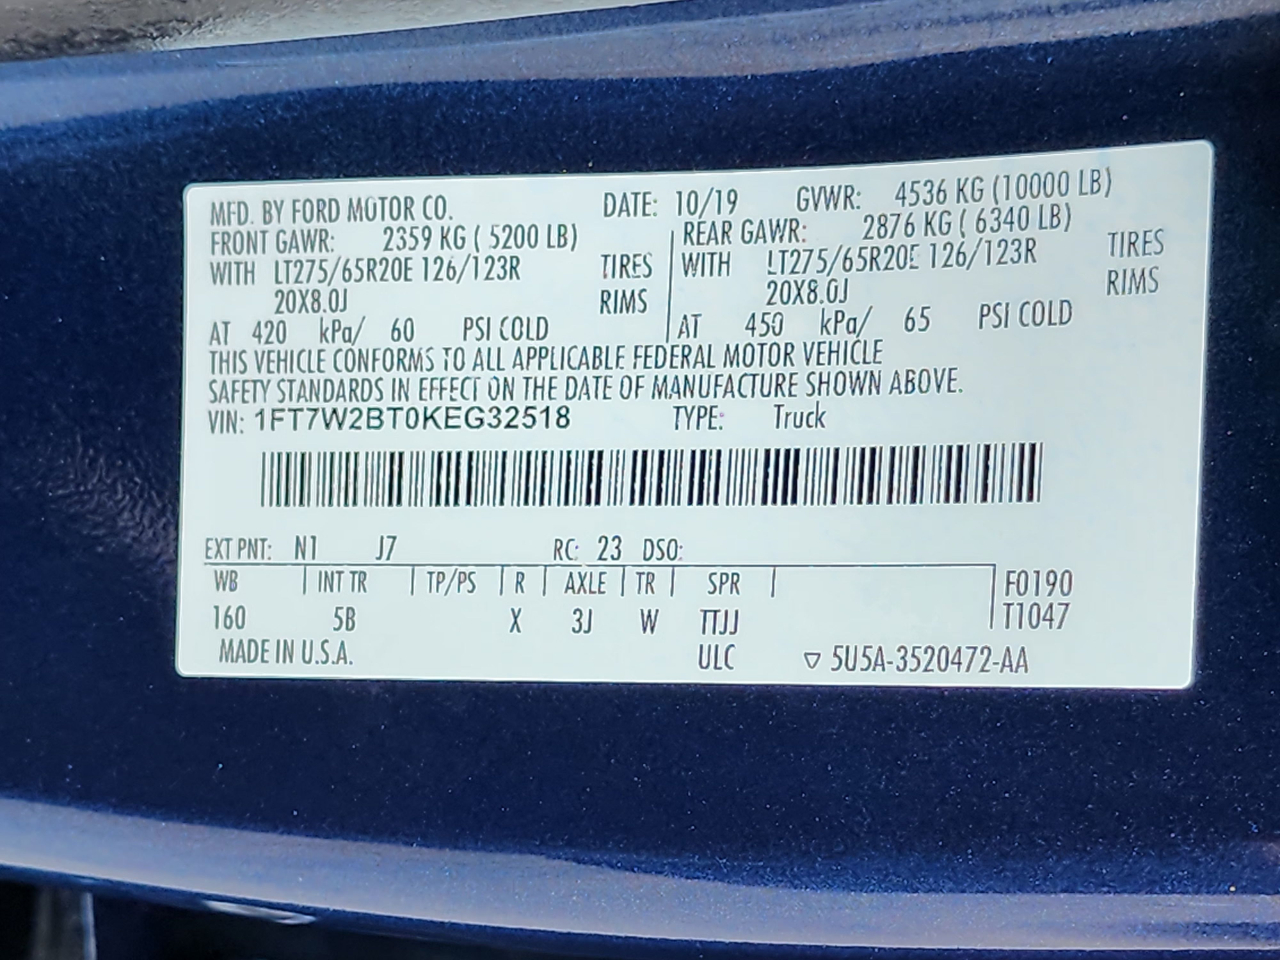 MFD. BY FORD MOTOR CO. DATE: 10/19 GVWR: 4536 KG (10000 LB)
FRONT GAWR: 2359 KG ( 5200 LB) REAR GAWR: 2876 KG ( 6340 LB)
WITH LT275/65R20E 126/123R TIRES WITH LT275/65R20E 126/123R TIRES
20X8.0J RIMS 20X8.0J RIMS
AT 420 kPa/ 60 PSI COLD AT 450 kPa/ 65 PSI COLD
THIS VEHICLE CONFORMS TO ALL APPLICABLE FEDERAL MOTOR VEHICLE
SAFETY STANDARDS IN EFFECT ON THE DATE OF MANUFACTURE SHOWN ABOVE.
VIN: 1FT7W2BT0KEG32518 TYPE: Truck
EXT PNT: N1 J7 RC: 23 DSO:
WB INT TR TP/PS R AXLE TR SPR F0190
160 5B X 3J W TTJJ T1047
MADE IN U.S.A. ULC ▽ 5U5A-3520472-AA